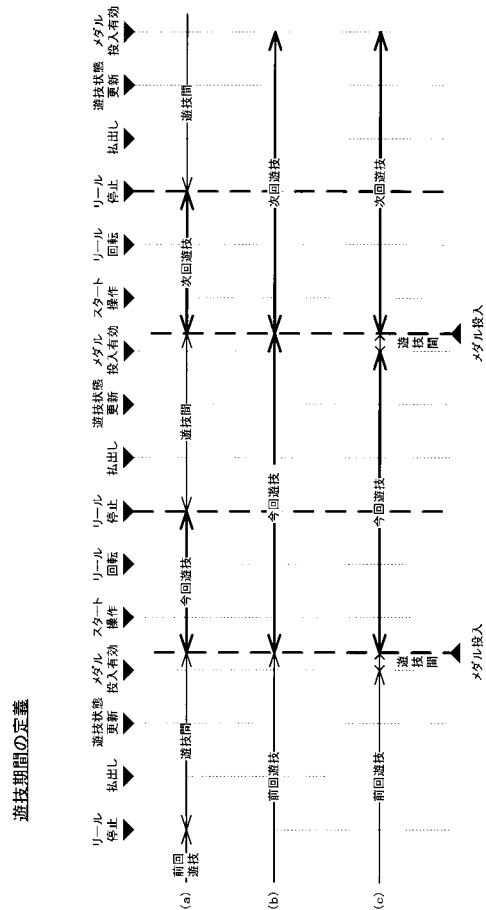 遊技期間の定義
リール
停止
払出し
遊技状態
更新
メダル
投入有効
スタート
操作
リール
回転
リール
停止
払出し
遊技状態
更新
メダル
投入有効
スタート
操作
リール
回転
リール
停止
払出し
遊技状態
更新
メダル
投入有効
(a)
前回
遊技
遊技間
今回遊技
遊技間
次回遊技
遊技間
(b)
前回遊技
今回遊技
次回遊技
(c)
前回遊技
遊技間
今回遊技
遊技間
次回遊技
メダル投入
メダル投入